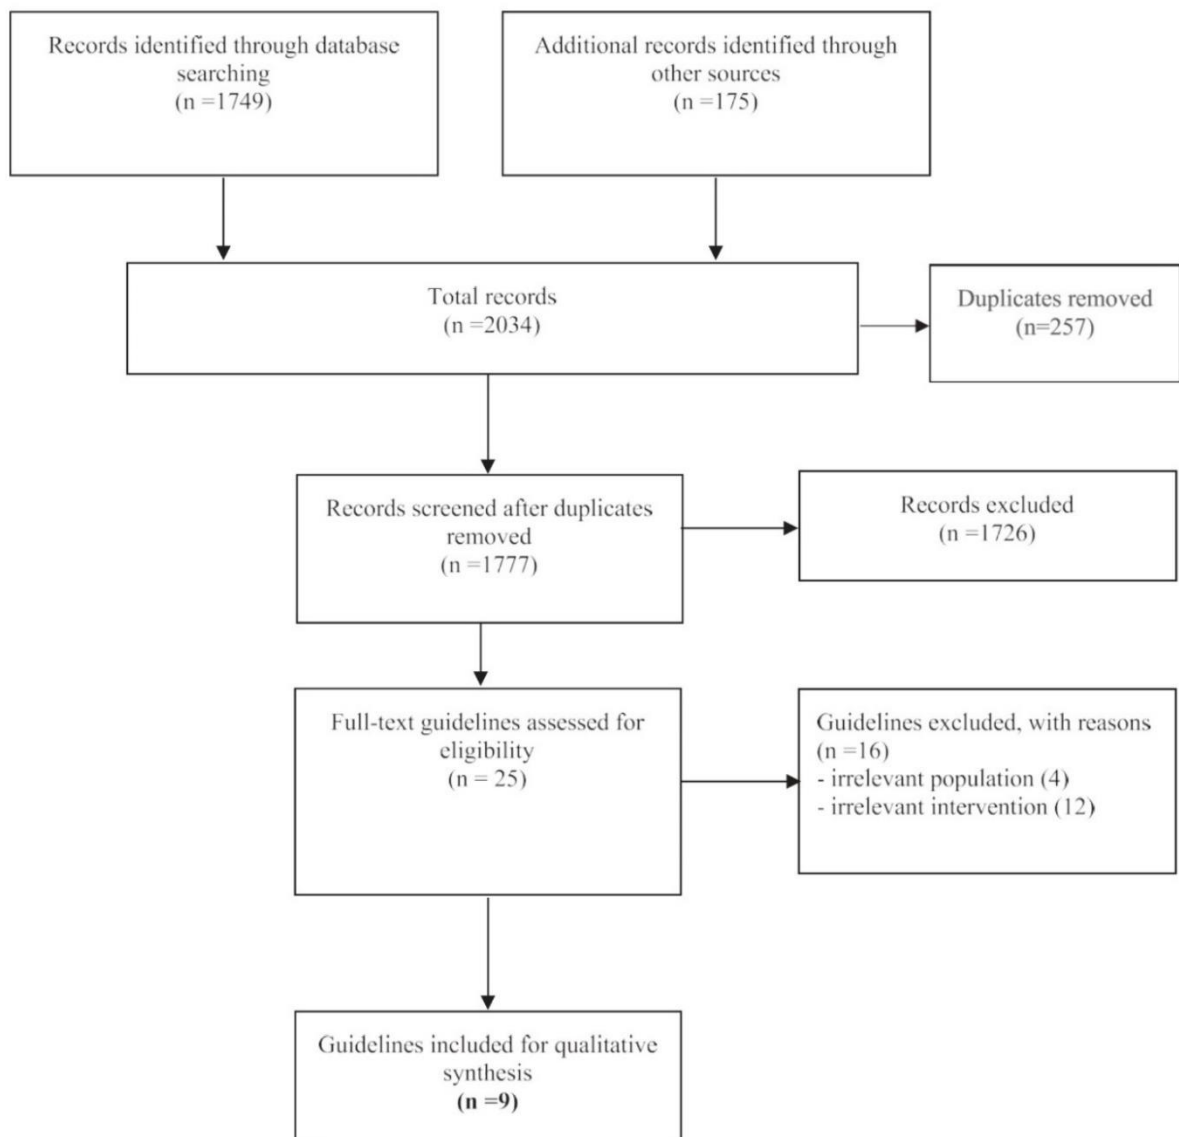 Records identified through database
searching
(n =1749)
Additional records identified through
other sources
(n =175)
Total records
(n =2034)
Duplicates removed
(n=257)
Records screened after duplicates
removed
(n =1777)
Records excluded
(n =1726)
Full-text guidelines assessed for
eligibility
(n = 25)
Guidelines excluded, with reasons
(n =16)
- irrelevant population (4)
- irrelevant intervention (12)
Guidelines included for qualitative
synthesis
(n =9)